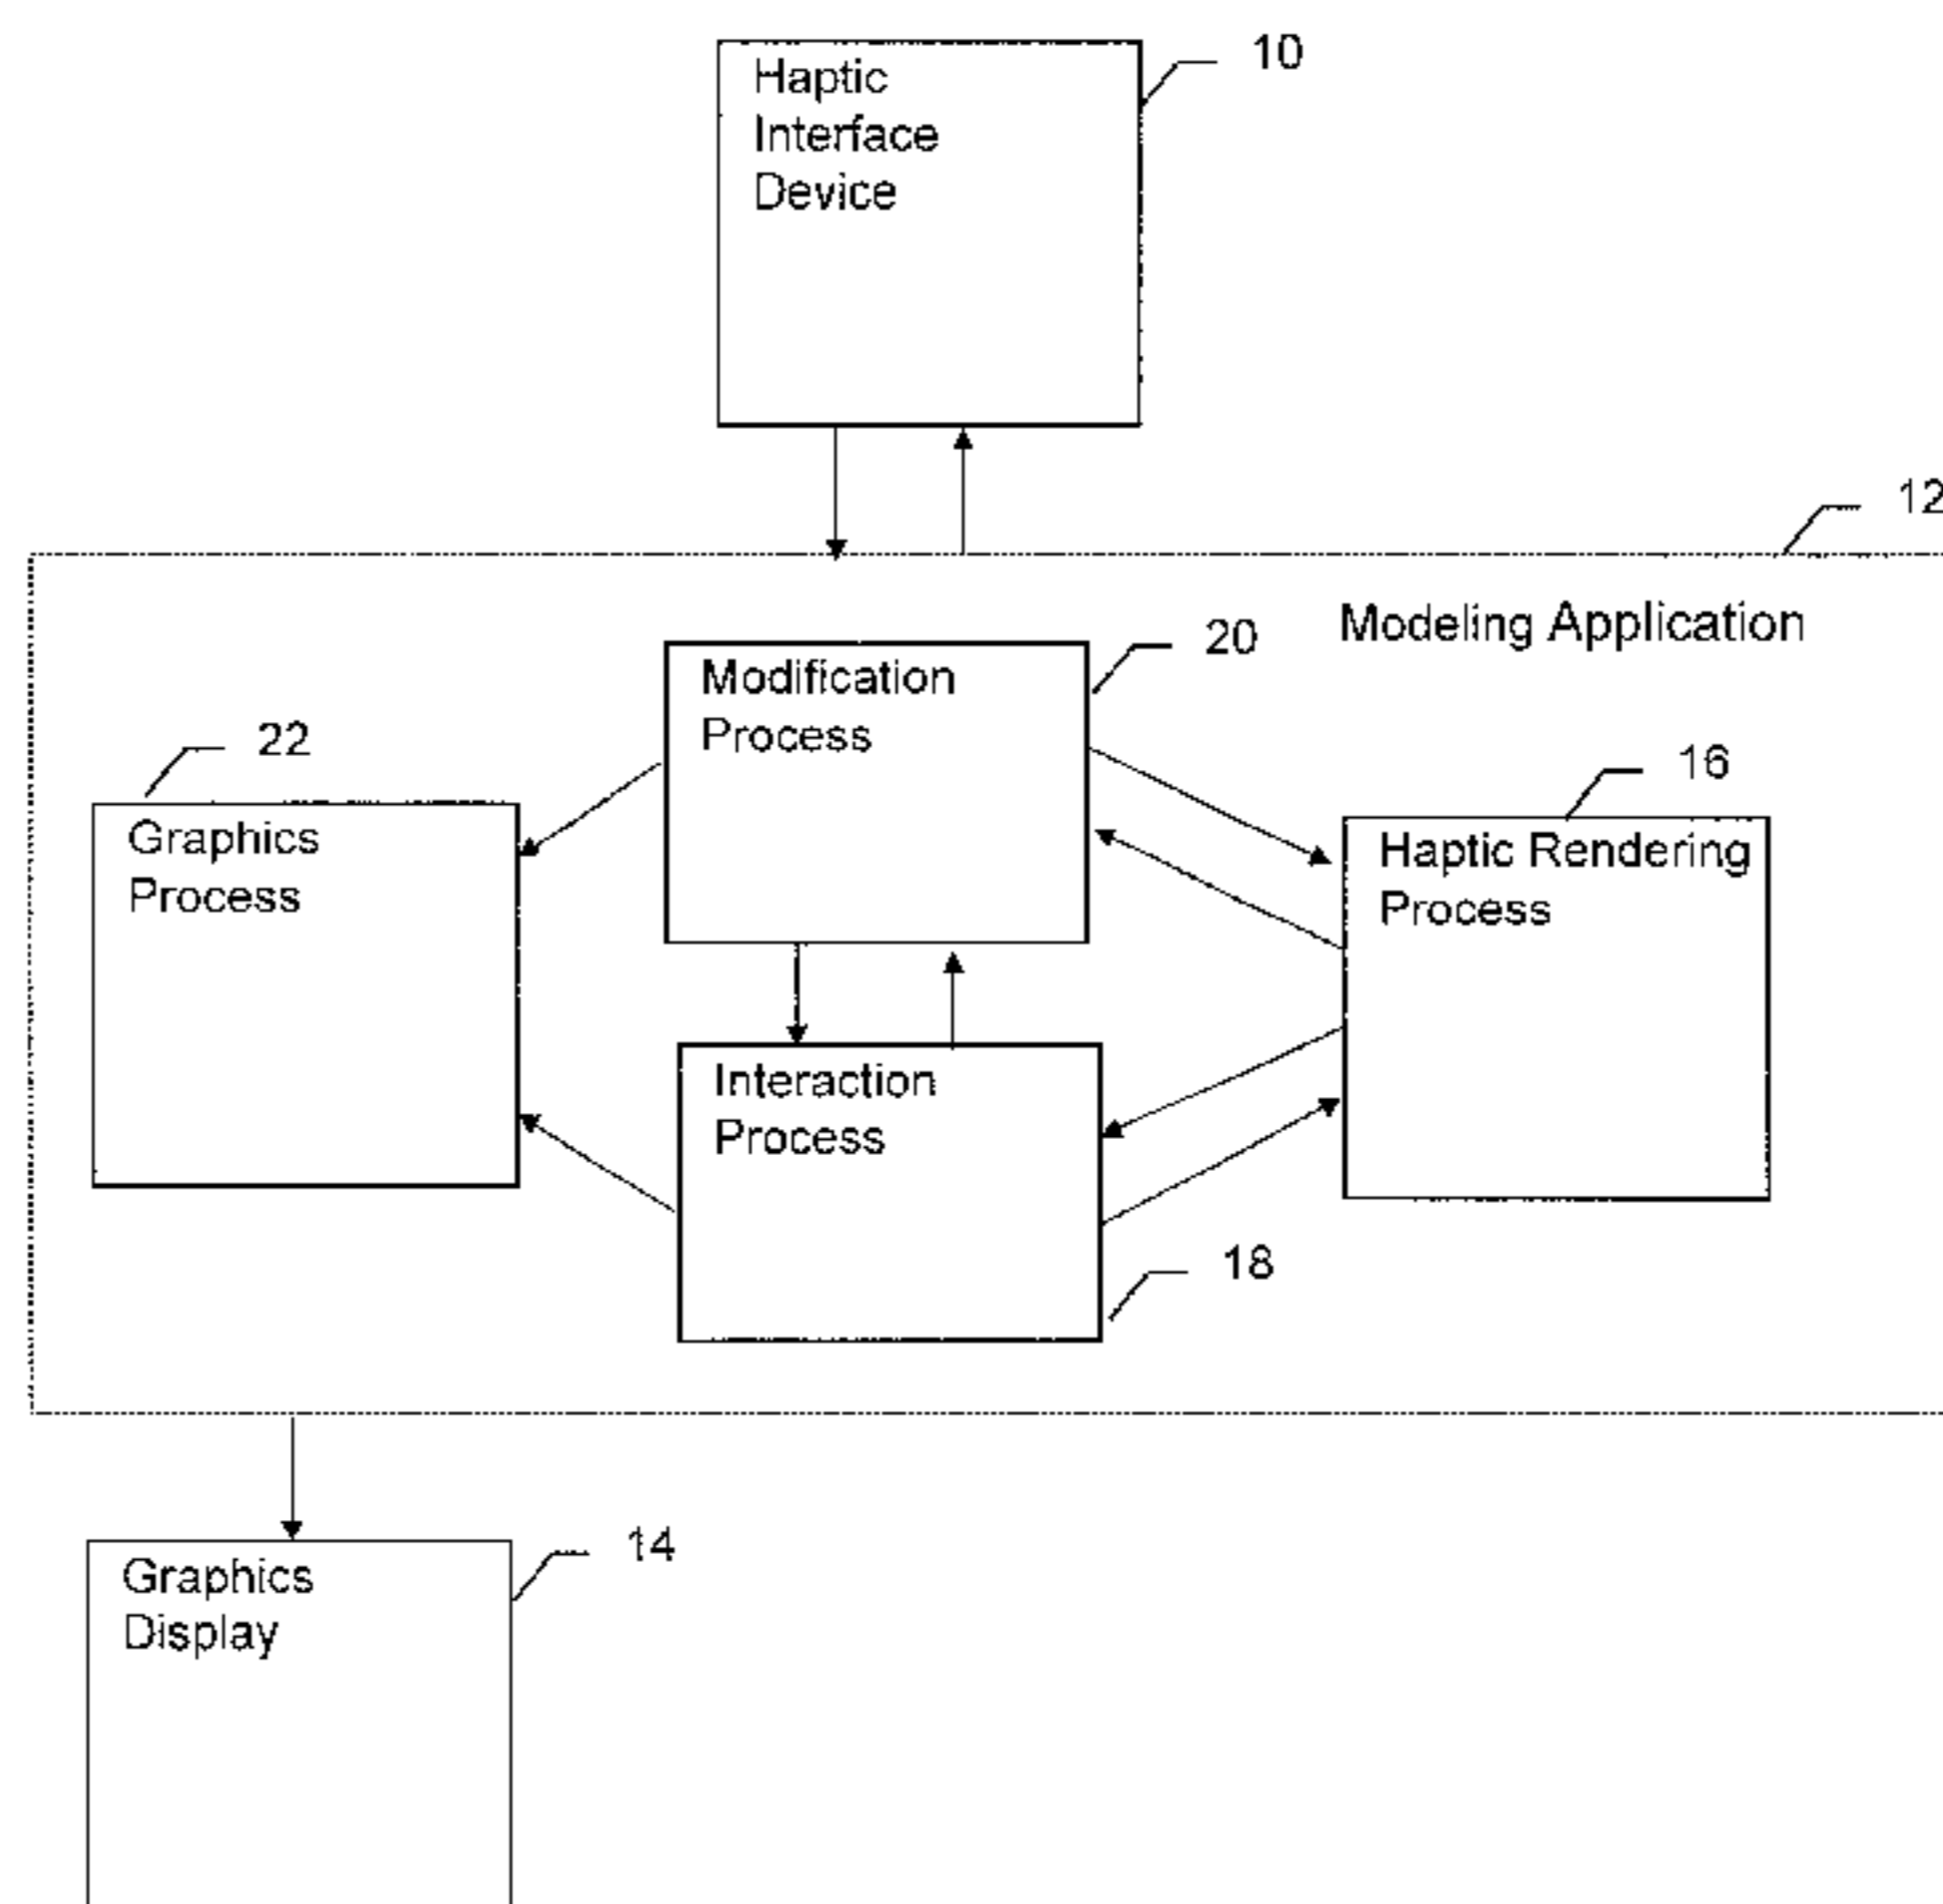 Haptic
Interface
Device
10
12
Modeling Application
Modification
Process
20
22
Graphics
Process
16
Haptic Rendering
Process
Interaction
Process
18
Graphics
Display
14